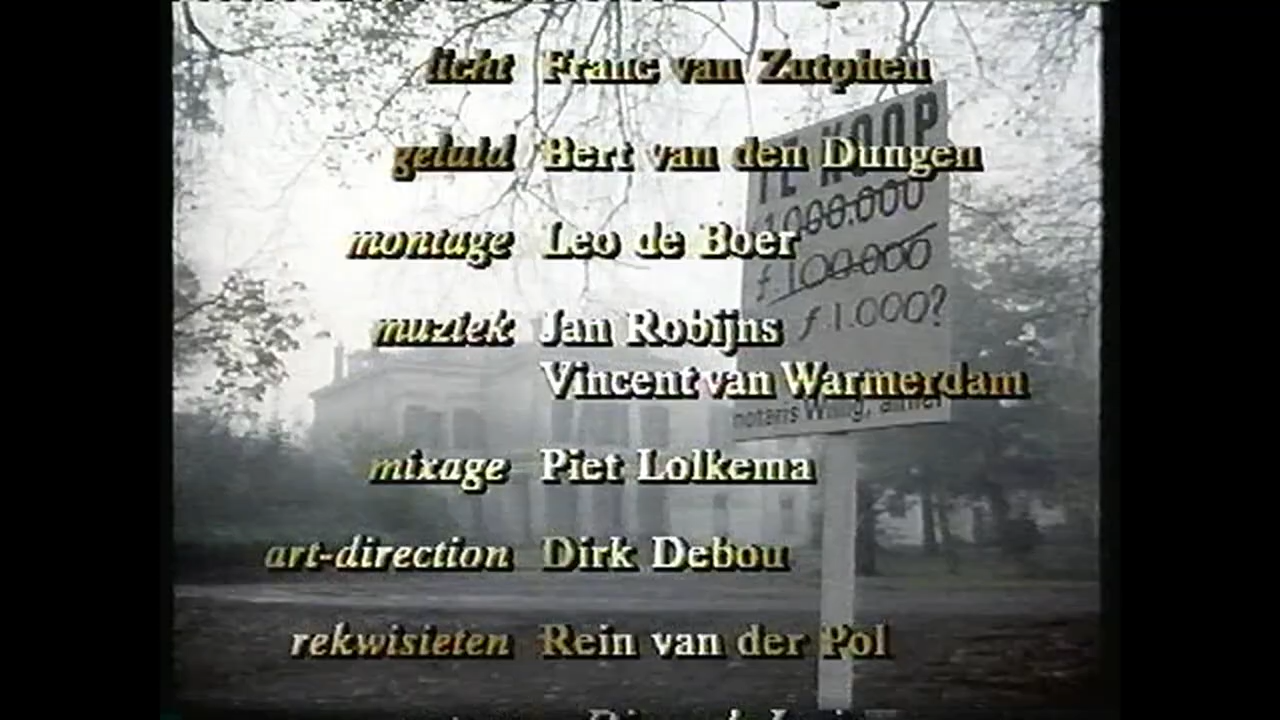 licht Franc van Zutphen
geluid Bert van den Dungen
montage Leo de Boer
muziek Jan Robijns
Vincent van Warmerdam
mixage Piet Lolkema
art-direction Dirk Debou
rekwisieten Rein van der Pol
TE KOOP
1.000.000
f. 100.000
f 1.000?
notaris